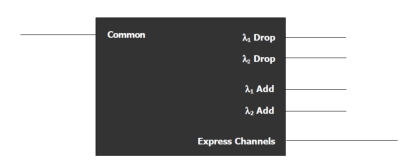 Common
λ₁ Drop
λ₂ Drop
λ₁ Add
λ₂ Add
Express Channels